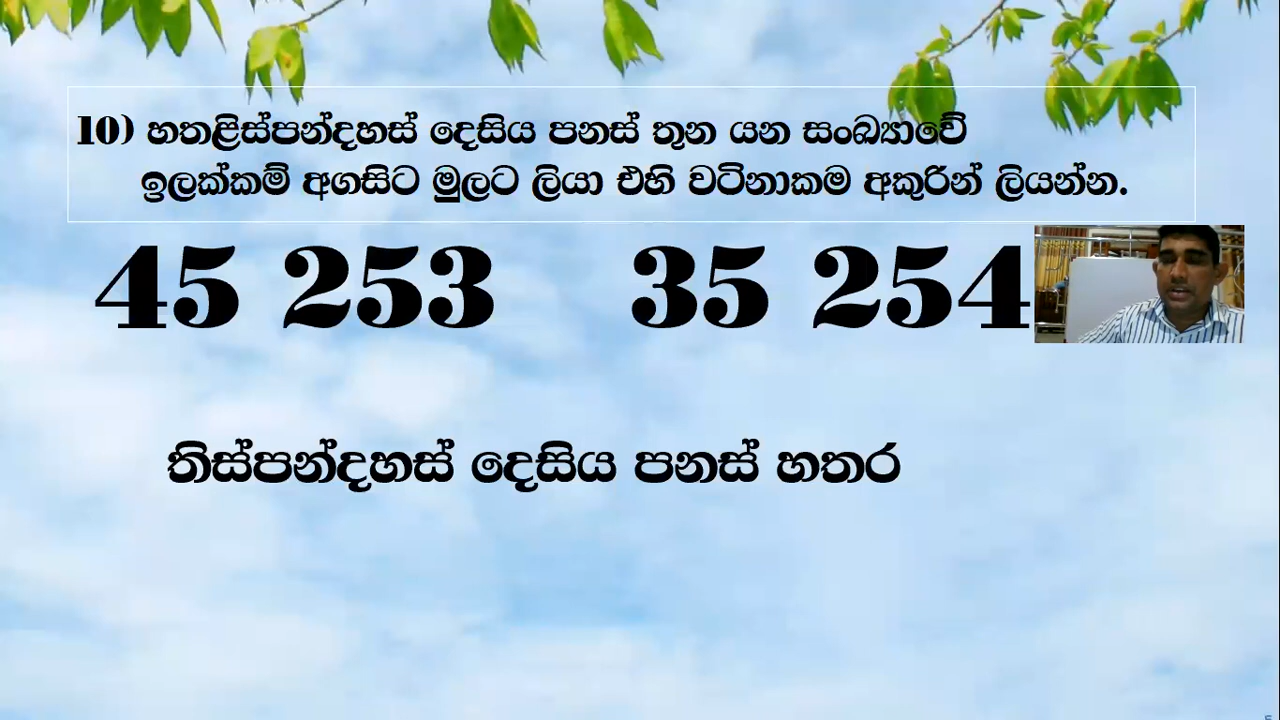 10) හතළිස්පන්දහස් දෙසිය පනස් තුන යන සංඛ්‍යාවේ
ඉලක්කම් අගසිට මුලට ලියා එහි වටිනාකම අකුරින් ලියන්න.
45 253 35 254
තිස්පන්දහස් දෙසිය පනස් හතර